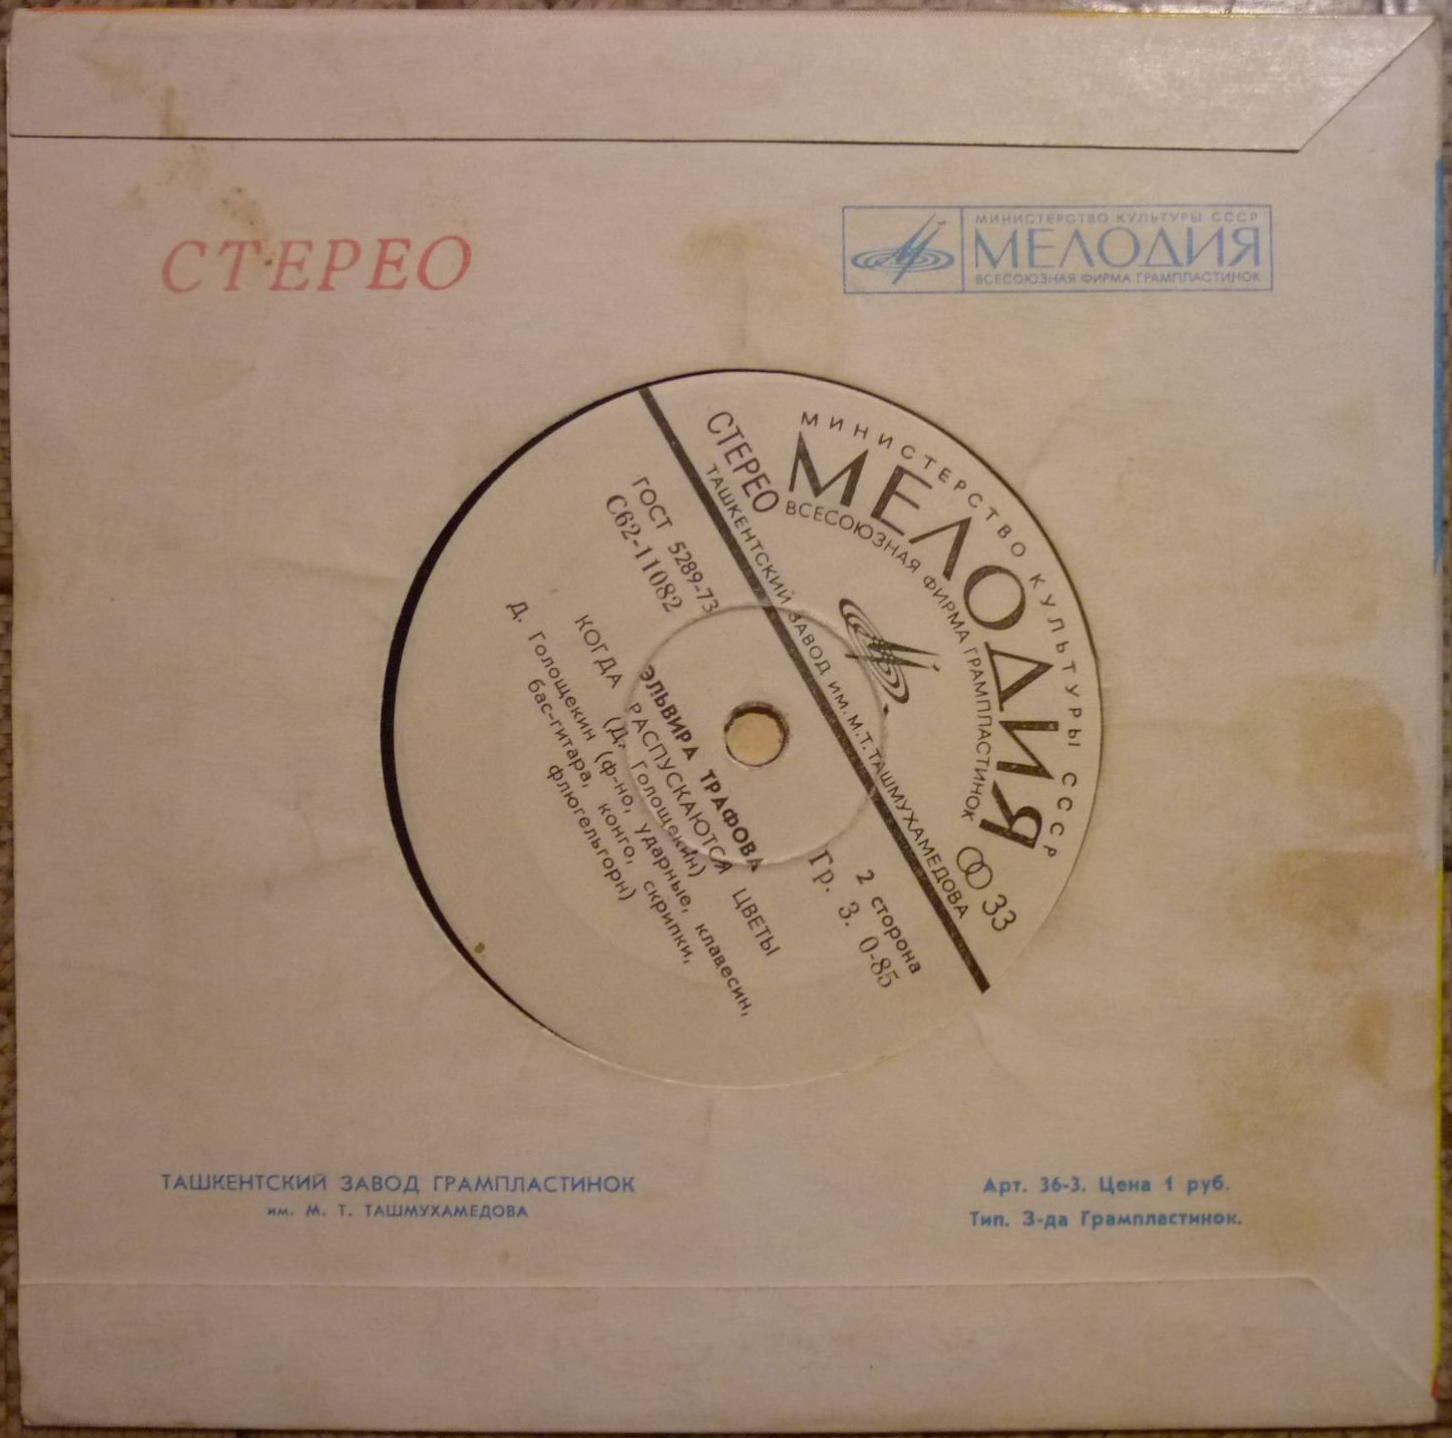 СТЕРЕО
МИНИСТЕРСТВО КУЛЬТУРЫ СССР
МЕЛОДИЯ
ВСЕСОЮЗНАЯ ФИРМА ГРАМПЛАСТИНОК
МИНИСТЕРСТВО КУЛЬТУРЫ СССР
МЕЛОДИЯ
ВСЕСОЮЗНАЯ ФИРМА ГРАМПЛАСТИНОК
СТЕРЕО
33
ТАШКЕНТСКИЙ ЗАВОД ИМ. М.Т. ТАШМУХАМЕДОВА
ГОСТ 5289-73
С62-11082
2 сторона
Гр. 3. 0-85
ЭЛЬВИРА ТРАФОВА
КОГДА РАСПУСКАЮТСЯ ЦВЕТЫ
(Д. Голощекин)
Д. Голощекин (ф-но, ударные, клавесин,
бас-гитара, конго, скрипки,
флюгельгорн)
ТАШКЕНТСКИЙ ЗАВОД ГРАМПЛАСТИНОК
им. М. Т. ТАШМУХАМЕДОВА
Арт. 36-3. Цена 1 руб.
Тип. З-да Грампластинок.